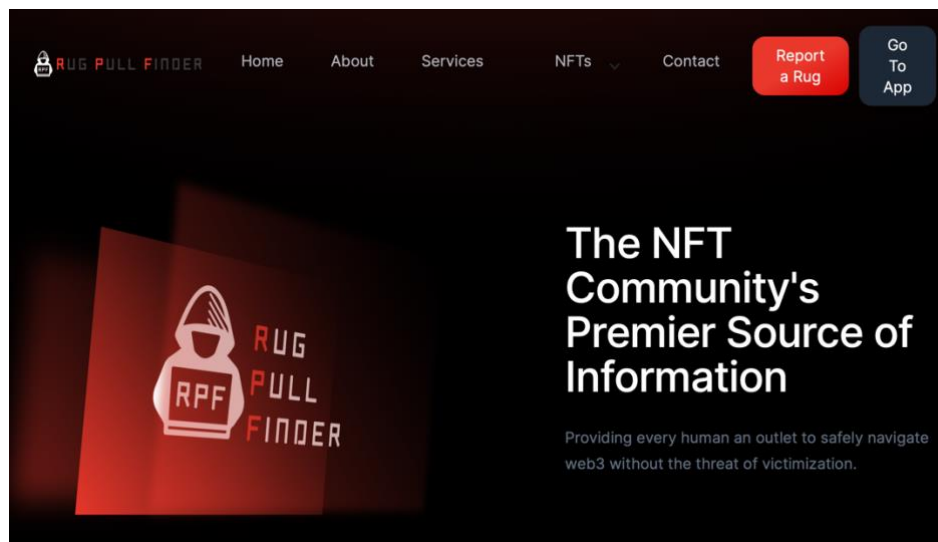 RPF
RUG PULL FINDER
Home
About
Services
NFTs
Contact
Report
a Rug
Go
To
App
RPF
RUG
PULL
FINDER
The NFT
Community's
Premier Source of
Information
Providing every human an outlet to safely navigate
web3 without the threat of victimization.